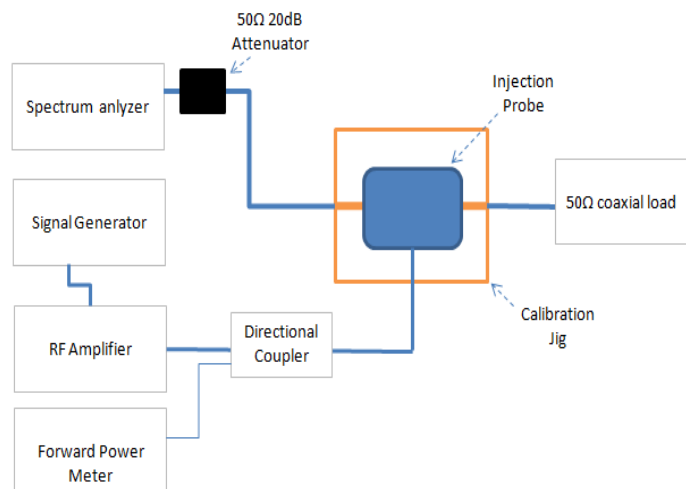 50Ω 20dB
Attenuator
Spectrum anlyzer
Injection
Probe
50Ω coaxial load
Signal Generator
Calibration
Jig
Directional
Coupler
RF Amplifier
Forward Power
Meter